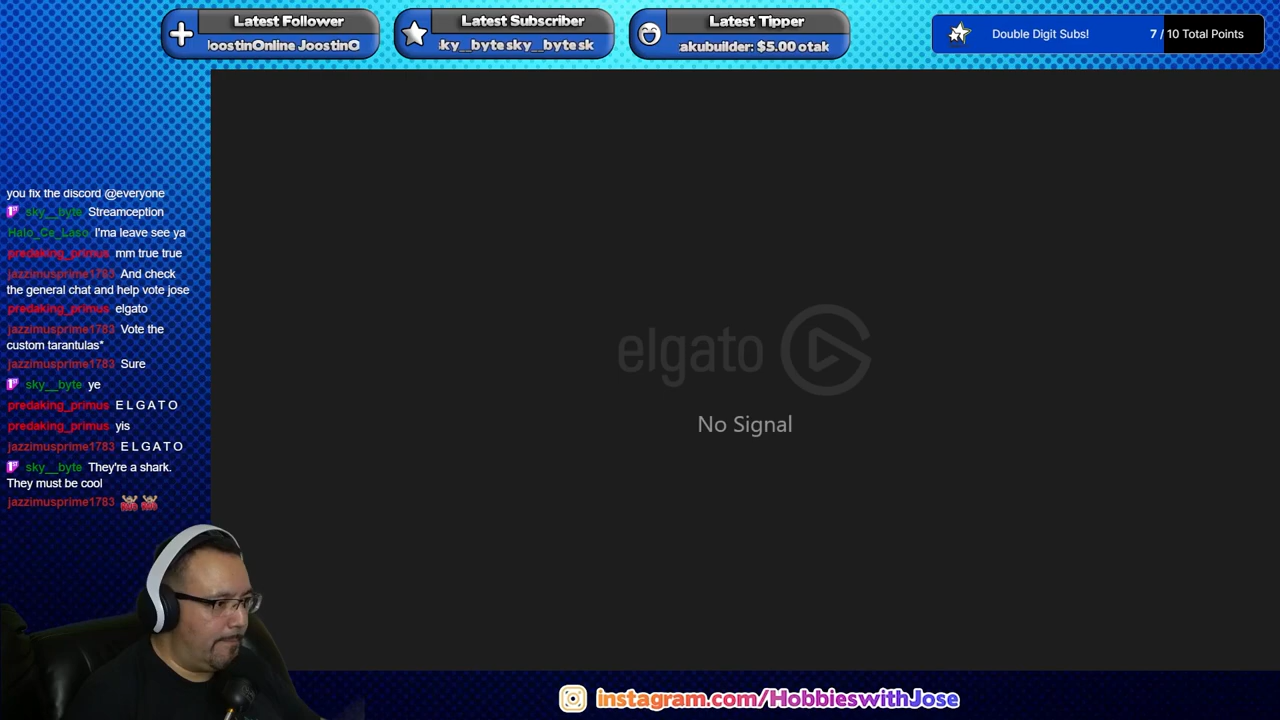 Latest Follower
JoostinOnline JoostinO
Latest Subscriber
sky__byte sky__byte sk
Latest Tipper
akubuilder: $5.00 otak
Double Digit Subs!
7 / 10 Total Points
you fix the discord @everyone
sky__byte Streamception
Halo_Ce_Laso I'ma leave see ya
predaking_primus mm true true
jazzimusprime1783 And check
the general chat and help vote jose
predaking_primus elgato
jazzimusprime1783 Vote the
custom tarantulas*
jazzimusprime1783 Sure
sky__byte ye
predaking_primus E L G A T O
predaking_primus yis
jazzimusprime1783 E L G A T O
sky__byte They're a shark.
They must be cool
jazzimusprime1783
elgato
No Signal
instagram.com/HobbieswithJose